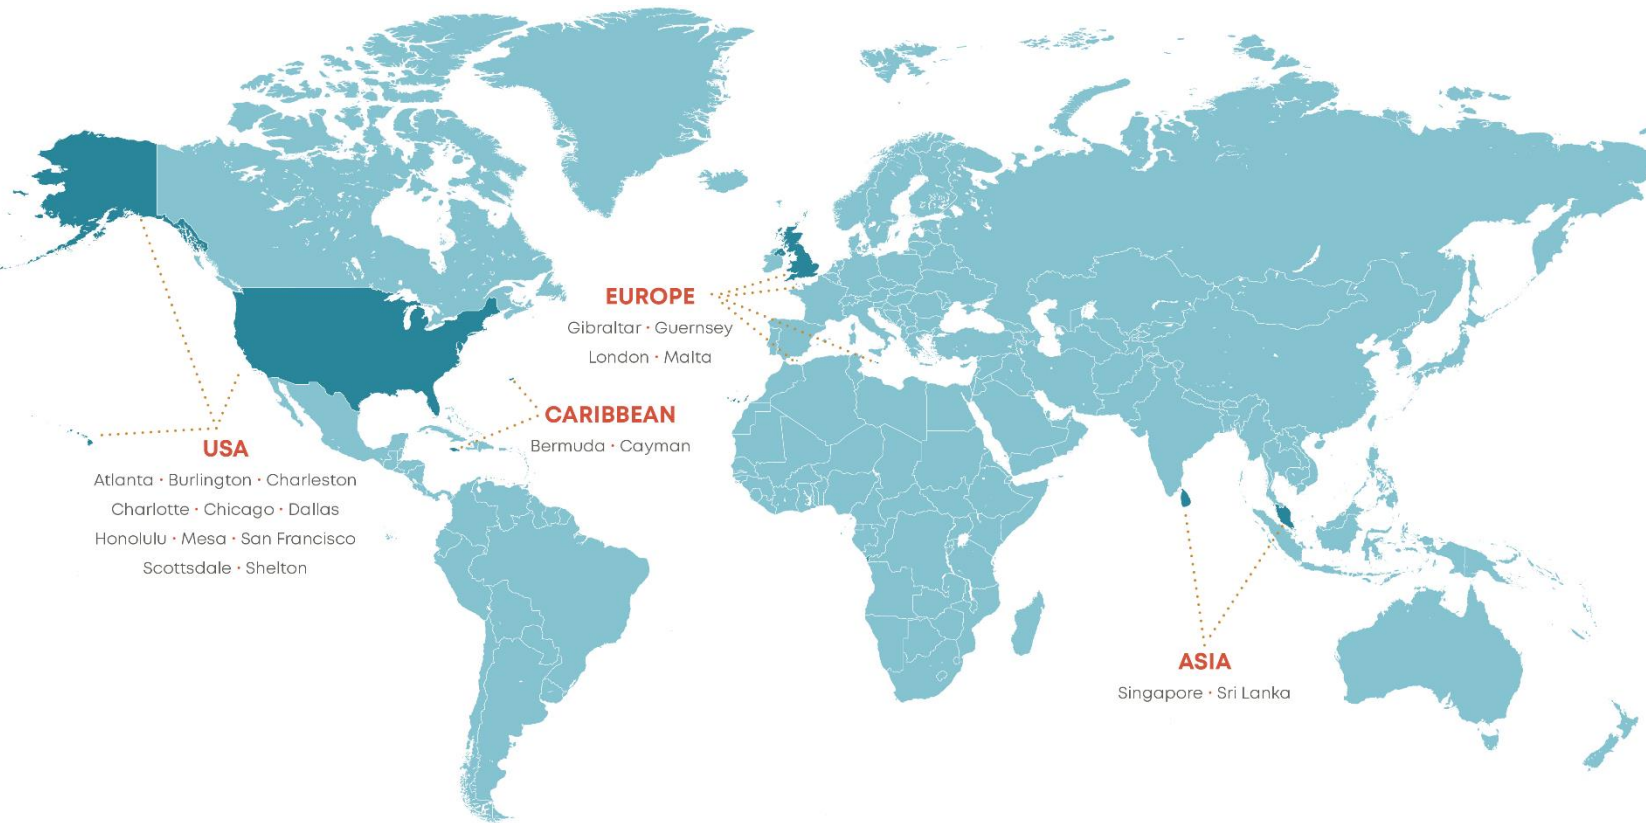 USA
Atlanta · Burlington · Charleston
Charlotte · Chicago · Dallas
Honolulu · Mesa · San Francisco
Scottsdale · Shelton
EUROPE
Gibraltar · Guernsey
London · Malta
CARIBBEAN
Bermuda · Cayman
ASIA
Singapore · Sri Lanka